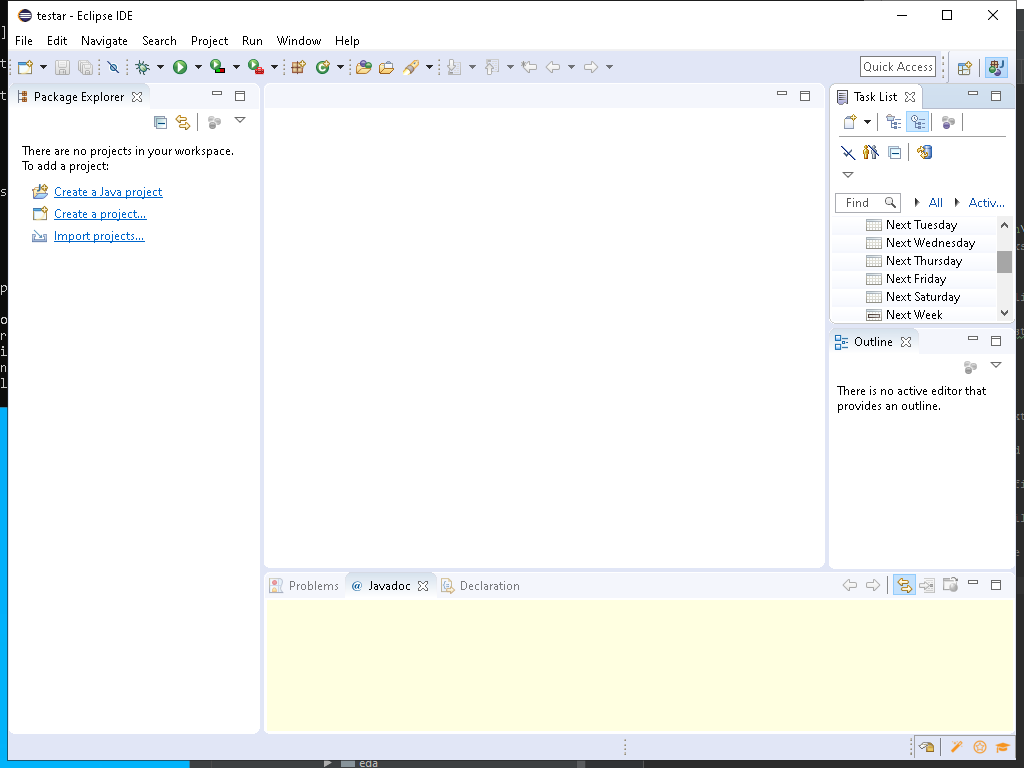 testar - Eclipse IDE
File Edit Navigate Search Project Run Window Help
Quick Access
Package Explorer
There are no projects in your workspace.
To add a project:
Create a Java project
Create a project...
Import projects...
Task List
Find
All
Activ...
Next Tuesday
Next Wednesday
Next Thursday
Next Friday
Next Saturday
Next Week
Outline
There is no active editor that
provides an outline.
Problems
@ Javadoc
Declaration
eda